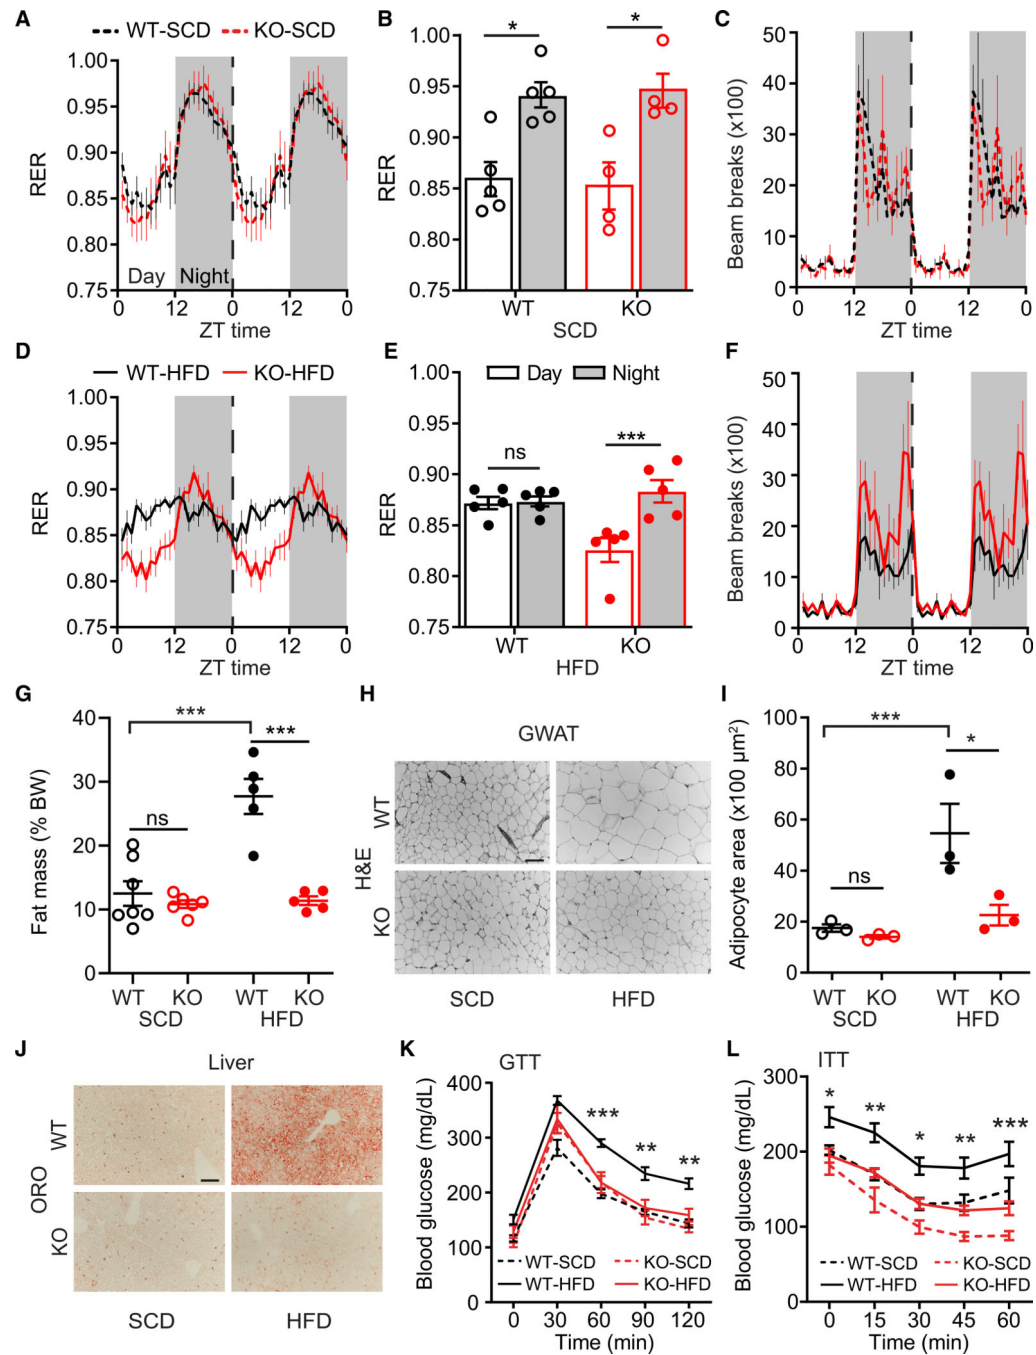 A
WT-SCD KO-SCD
RER
1.00
0.95
0.90
0.85
0.80
0.75
Day Night
0 12 0 12 0
ZT time
B
RER
1.00
0.95
0.90
0.85
0.80
0.75
* *
WT KO
SCD
C
Beam breaks (x100)
50
40
30
20
10
0
0 12 0 12 0
ZT time
D
WT-HFD KO-HFD
RER
1.00
0.95
0.90
0.85
0.80
0.75
0 12 0 12 0
ZT time
E
RER
1.00
0.95
0.90
0.85
0.80
0.75
Day Night
ns ***
WT KO
HFD
F
Beam breaks (x100)
50
40
30
20
10
0
0 12 0 12 0
ZT time
G
Fat mass (% BW)
40
30
20
10
0
***
***
ns
WT KO WT KO
SCD HFD
H
GWAT
H&E
WT
KO
SCD HFD
I
Adipocyte area (x100 µm²)
100
80
60
40
20
0
***
*
ns
WT KO WT KO
SCD HFD
J
Liver
ORO
WT
KO
SCD HFD
K
GTT
Blood glucose (mg/dL)
400
300
200
100
0
*** ** **
WT-SCD KO-SCD
WT-HFD KO-HFD
0 30 60 90 120
Time (min)
L
ITT
Blood glucose (mg/dL)
300
200
100
0
* ** * ** ***
WT-SCD KO-SCD
WT-HFD KO-HFD
0 15 30 45 60
Time (min)